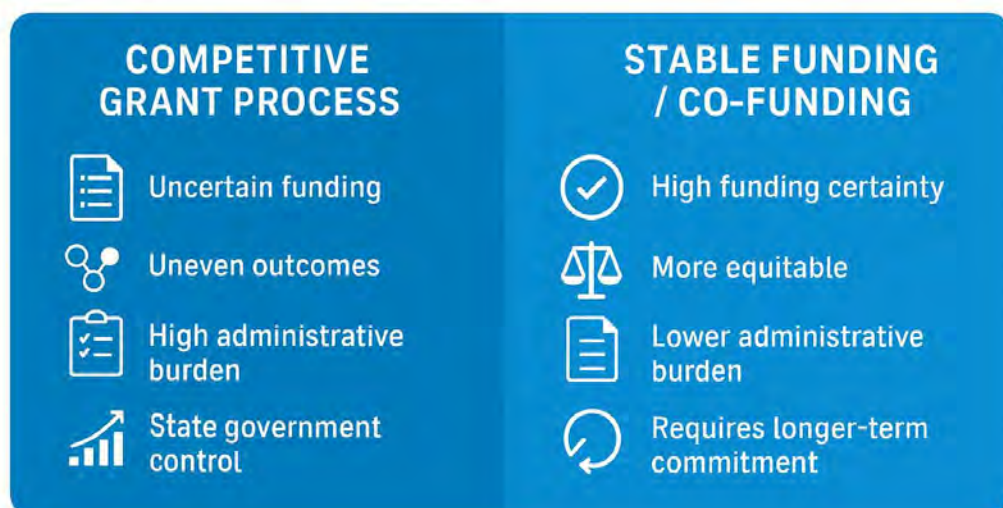 COMPETITIVE
GRANT PROCESS
Uncertain funding
Uneven outcomes
High administrative
burden
State government
control
STABLE FUNDING
/ CO-FUNDING
High funding certainty
More equitable
Lower administrative
burden
Requires longer-term
commitment